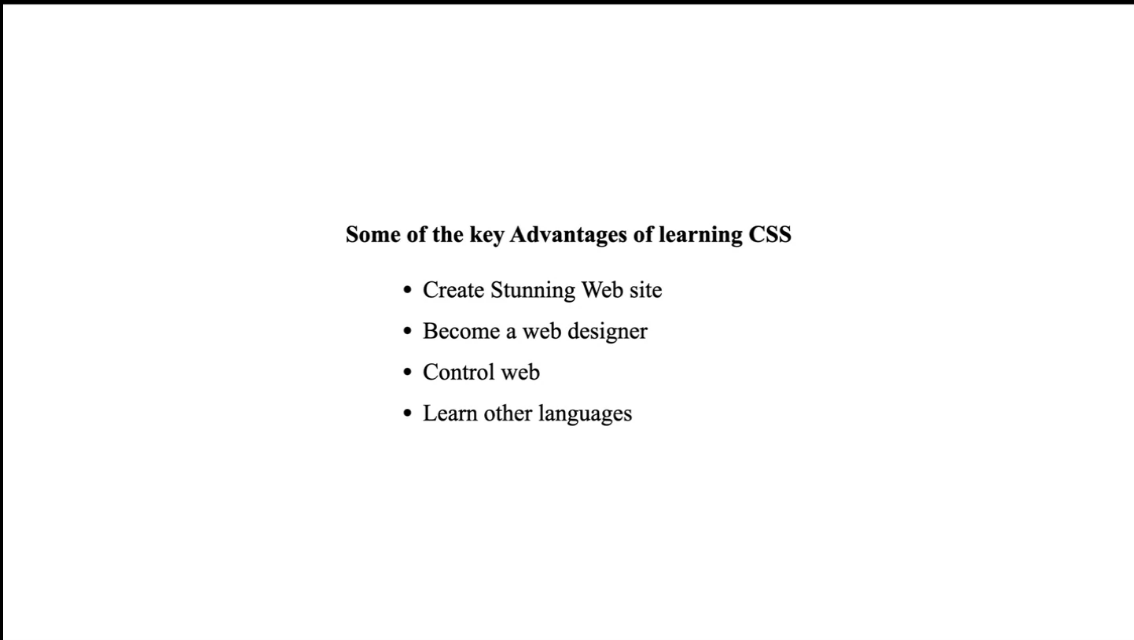 Some of the key Advantages of learning CSS
• Create Stunning Web site
• Become a web designer
• Control web
• Learn other languages